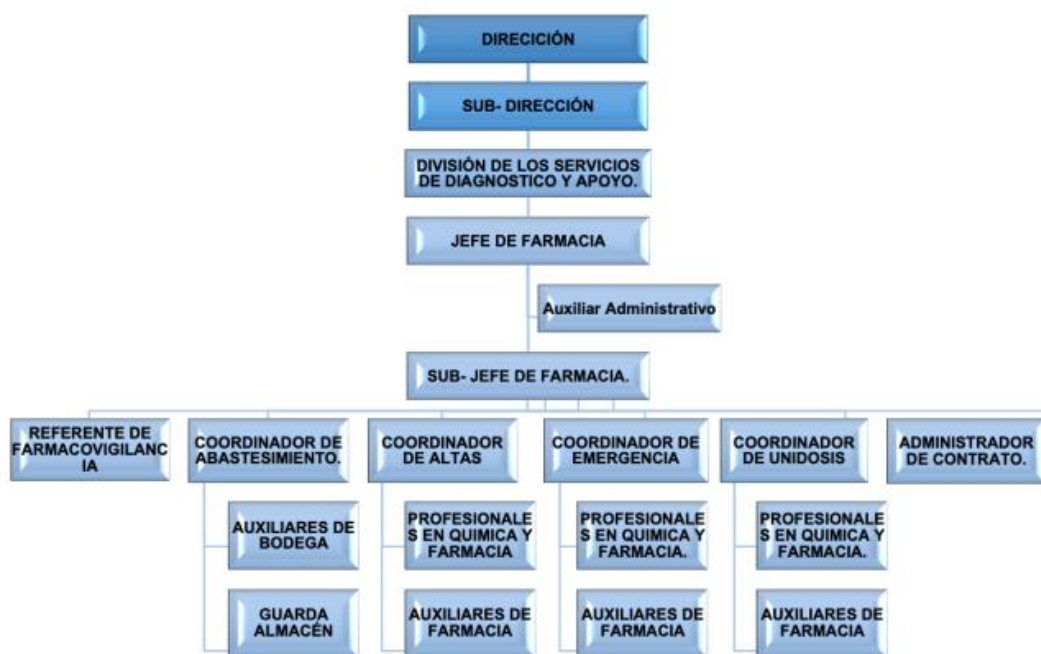 DIRECIÓN
SUB- DIRECCIÓN
DIVISIÓN DE LOS SERVICIOS
DE DIAGNOSTICO Y APOYO.
JEFE DE FARMACIA
Auxiliar Administrativo
SUB- JEFE DE FARMACIA.
REFERENTE DE
FARMACOVIGILANC
IA
COORDINADOR DE
ABASTESIMIENTO.
COORDINADOR
DE ALTAS
COORDINADOR DE
EMERGENCIA
COORDINADOR
DE UNIDOSIS
ADMINISTRADOR
DE CONTRATO.
AUXILIARES DE
BODEGA
PROFESIONALE
S EN QUIMICA Y
FARMACIA
PROFESIONALE
S EN QUIMICA Y
FARMACIA.
PROFESIONALE
S EN QUIMICA Y
FARMACIA.
GUARDA
ALMACÉN
AUXILIARES DE
FARMACIA
AUXILIARES DE
FARMACIA
AUXILIARES DE
FARMACIA